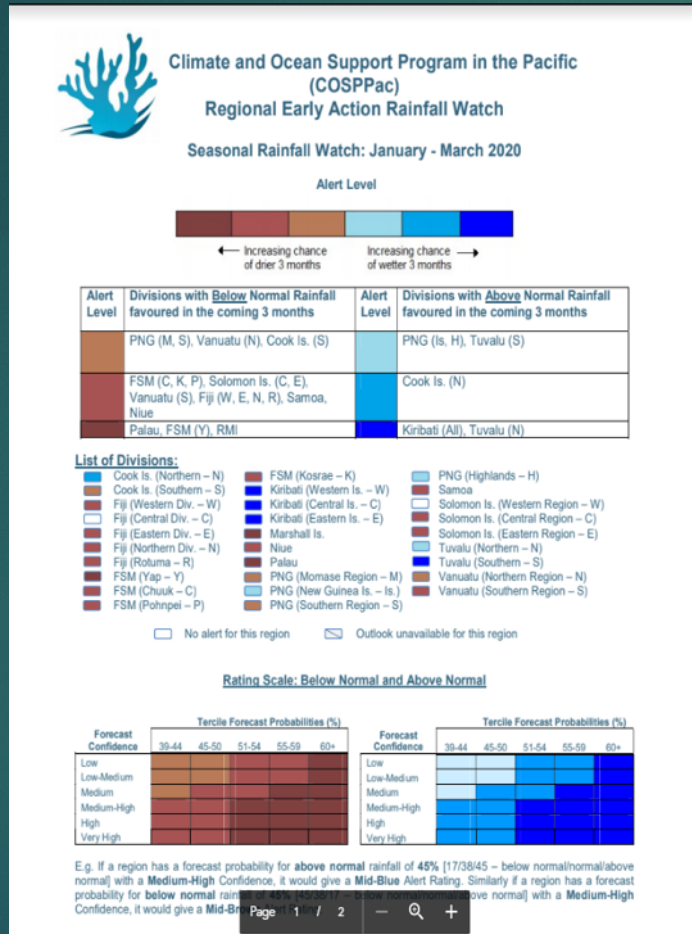 Climate and Ocean Support Program in the Pacific
(COSPPac)
Regional Early Action Rainfall Watch
Seasonal Rainfall Watch: January - March 2020
Alert Level
Increasing chance of drier 3 months
Increasing chance of wetter 3 months
Alert Level
Divisions with Below Normal Rainfall favoured in the coming 3 months
Alert Level
Divisions with Above Normal Rainfall favoured in the coming 3 months
PNG (M, S), Vanuatu (N), Cook Is. (S)
PNG (Is, H), Tuvalu (S)
FSM (C, K, P), Solomon Is. (C, E),
Vanuatu (S), Fiji (W, E, N, R), Samoa,
Niue
Cook Is. (N)
Palau, FSM (Y), RMI
Kiribati (All), Tuvalu (N)
List of Divisions:
Cook Is. (Northern – N)
Cook Is. (Southern – S)
Fiji (Western Div. – W)
Fiji (Central Div. – C)
Fiji (Eastern Div. – E)
Fiji (Northern Div. – N)
Fiji (Rotuma – R)
FSM (Yap – Y)
FSM (Chuuk – C)
FSM (Pohnpei – P)
FSM (Kosrae – K)
Kiribati (Western Is. – W)
Kiribati (Central Is. – C)
Kiribati (Eastern Is. – E)
Marshall Is.
Niue
Palau
PNG (Momase Region – M)
PNG (New Guinea Is. – Is.)
PNG (Southern Region – S)
PNG (Highlands – H)
Samoa
Solomon Is. (Western Region – W)
Solomon Is. (Central Region – C)
Solomon Is. (Eastern Region – E)
Tuvalu (Northern – N)
Tuvalu (Southern – S)
Vanuatu (Northern Region – N)
Vanuatu (Southern Region – S)
No alert for this region
Outlook unavailable for this region
Rating Scale: Below Normal and Above Normal
Tercile Forecast Probabilities (%)
Forecast Confidence 39-44 45-50 51-54 55-59 60+
Low
Low-Medium
Medium
Medium-High
High
Very High
Tercile Forecast Probabilities (%)
Forecast Confidence 39-44 45-50 51-54 55-59 60+
Low
Low-Medium
Medium
Medium-High
High
Very High
E.g. If a region has a forecast probability for above normal rainfall of 45% [17/38/45 – below normal/normal/above
normal] with a Medium-High Confidence, it would give a Mid-Blue Alert Rating. Similarly if a region has a forecast
probability for below normal rainfall of 45% [45/38/17 – below normal/normal/above normal] with a Medium-High
Confidence, it would give a Mid-Brown Alert Rating.
Page 1 / 2 − +